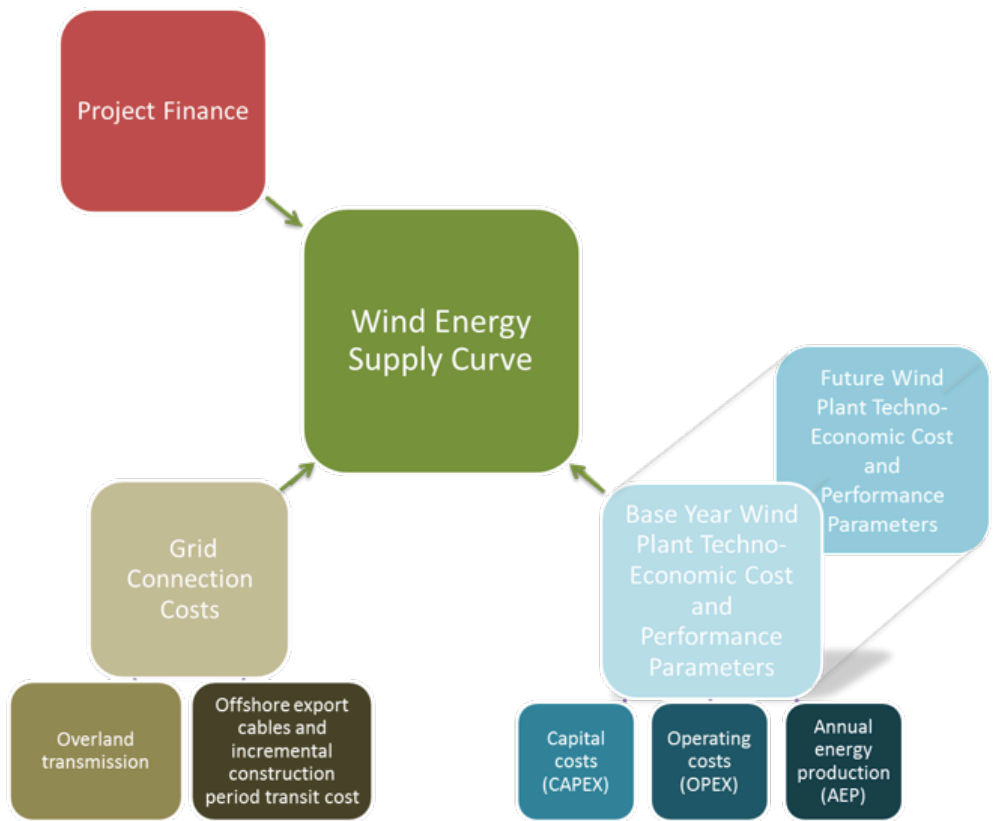 Project Finance
Wind Energy
Supply Curve
Future Wind
Plant Techno-
Economic Cost
and
Performance
Parameters
Grid
Connection
Costs
Base Year Wind
Plant Techno-
Economic Cost
and
Performance
Parameters
Overland
transmission
Offshore export
cables and
incremental
construction
period transit cost
Capital
costs
(CAPEX)
Operating
costs
(OPEX)
Annual
energy
production
(AEP)